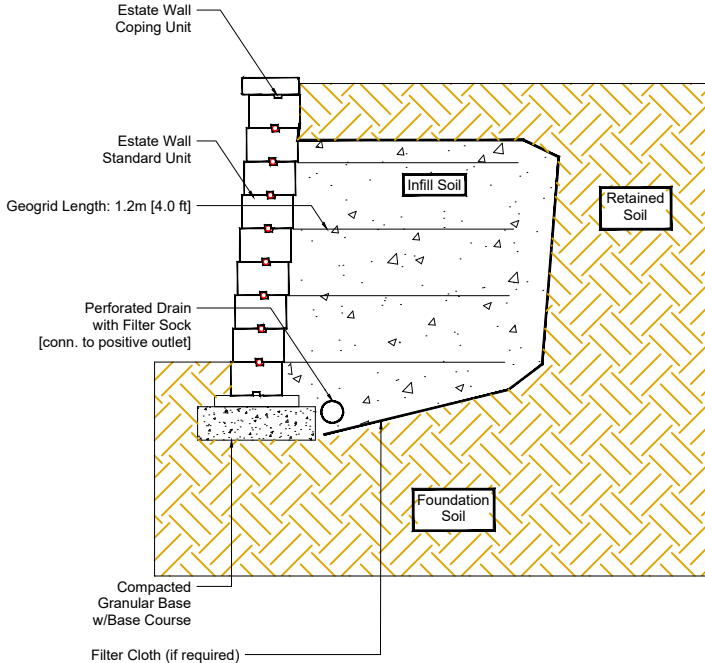 Estate Wall
Coping Unit
Estate Wall
Standard Unit
Infill Soil
Retained
Soil
Geogrid Length: 1.2m [4.0 ft]
Perforated Drain
with Filter Sock
[conn. to positive outlet]
Foundation
Soil
Compacted
Granular Base
w/Base Course
Filter Cloth (if required)